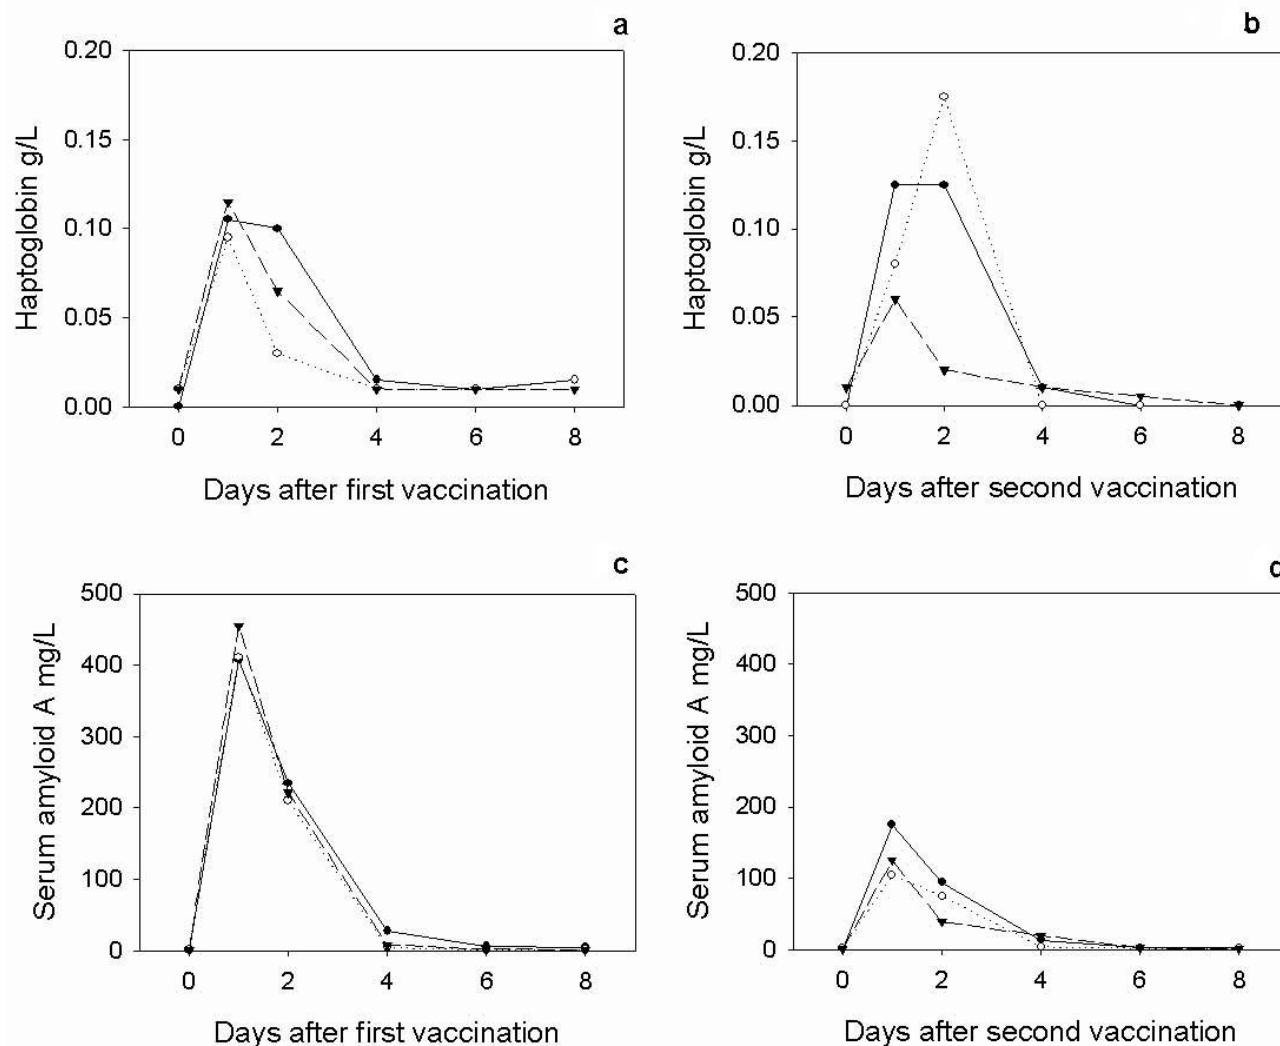 a
0.20
0.15
0.10
0.05
0.00
Haptoglobin g/L
0 2 4 6 8
Days after first vaccination
b
0.20
0.15
0.10
0.05
0.00
Haptoglobin g/L
0 2 4 6 8
Days after second vaccination
c
500
400
300
200
100
0
Serum amyloid A mg/L
0 2 4 6 8
Days after first vaccination
d
500
400
300
200
100
0
Serum amyloid A mg/L
0 2 4 6 8
Days after second vaccination